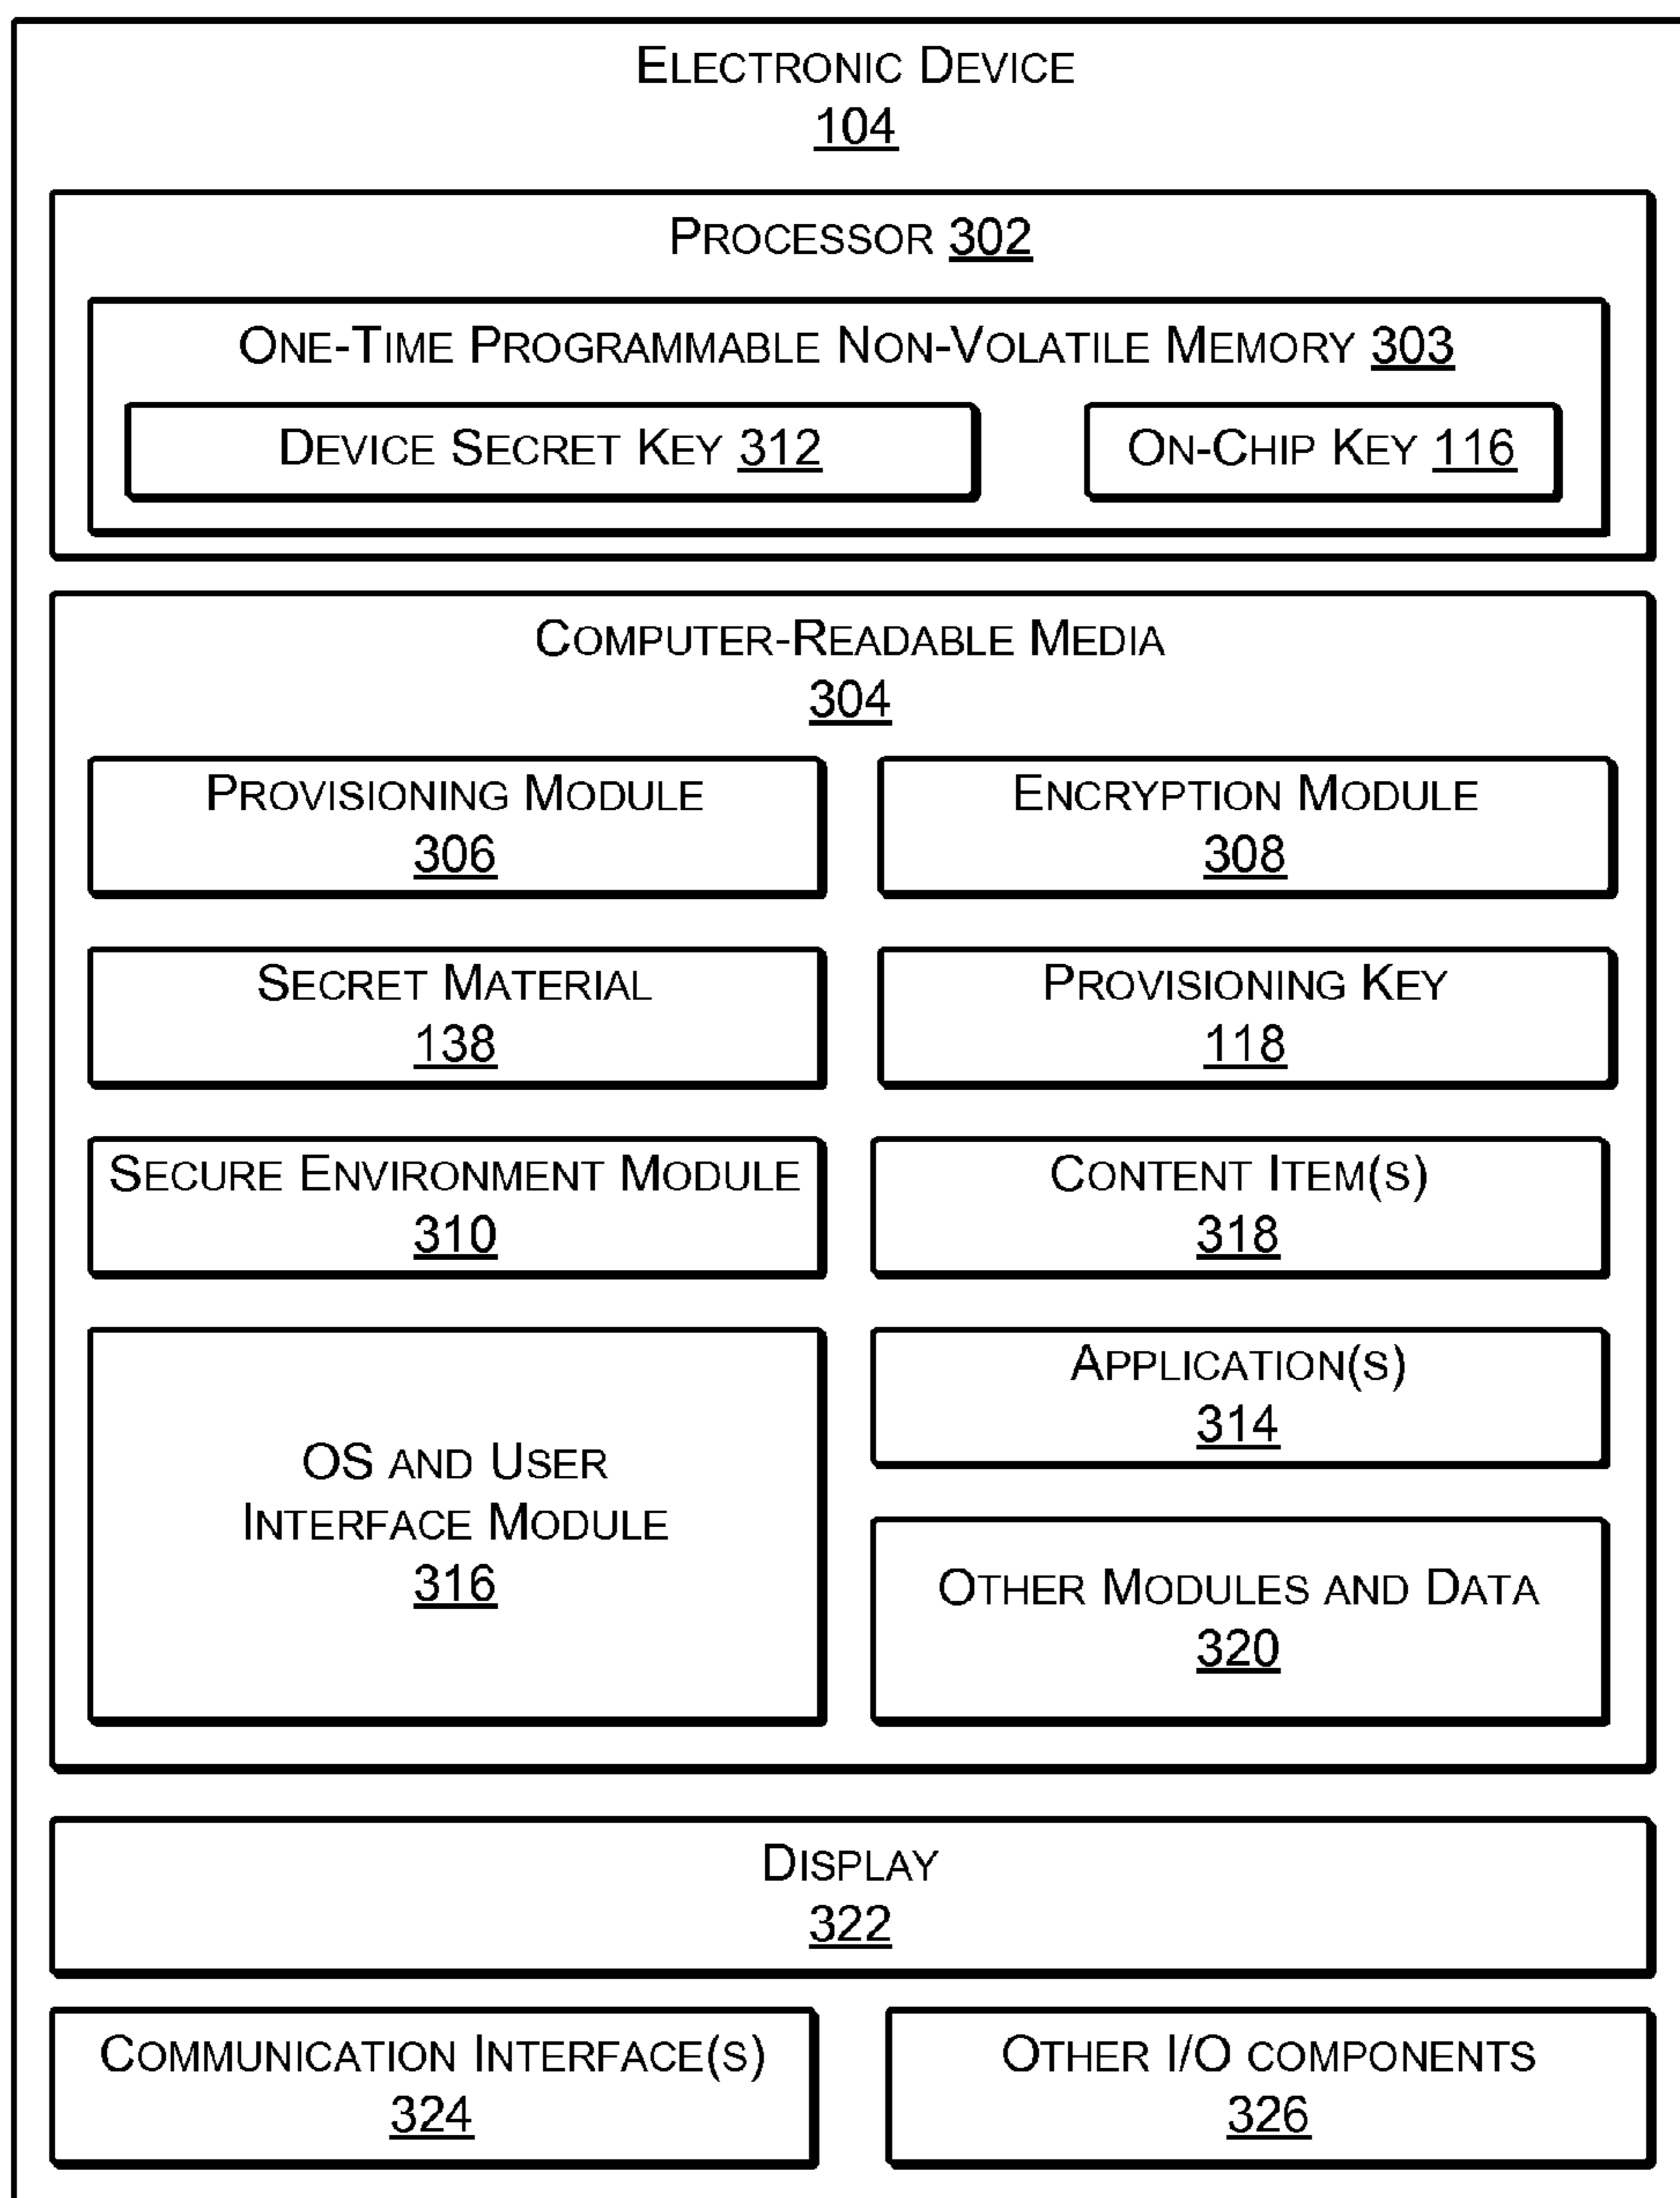 ELECTRONIC DEVICE
104
PROCESSOR 302
ONE-TIME PROGRAMMABLE NON-VOLATILE MEMORY 303
DEVICE SECRET KEY 312
ON-CHIP KEY 116
COMPUTER-READABLE MEDIA
304
PROVISIONING MODULE
306
ENCRYPTION MODULE
308
SECRET MATERIAL
138
PROVISIONING KEY
118
SECURE ENVIRONMENT MODULE
310
CONTENT ITEM(S)
318
OS AND USER
INTERFACE MODULE
316
APPLICATION(S)
314
OTHER MODULES AND DATA
320
DISPLAY
322
COMMUNICATION INTERFACE(S)
324
OTHER I/O COMPONENTS
326